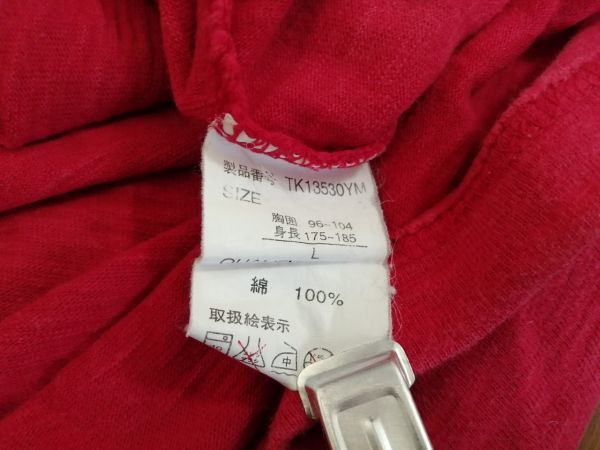 製品番号 TK13530YM
SIZE
胸囲 96~104
身長 175~185
L
綿 100%
取扱絵表示
中